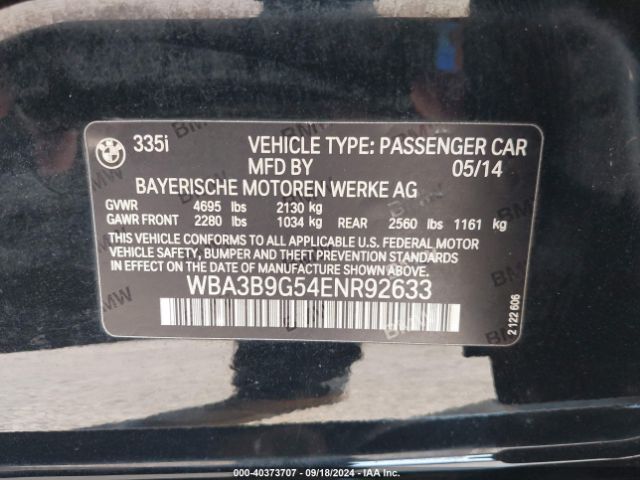 335i VEHICLE TYPE: PASSENGER CAR
MFD BY 05/14
BAYERISCHE MOTOREN WERKE AG
GVWR 4695 lbs 2130 kg
GAWR FRONT 2280 lbs 1034 kg REAR 2560 lbs 1161 kg
THIS VEHICLE CONFORMS TO ALL APPLICABLE U.S. FEDERAL MOTOR
VEHICLE SAFETY, BUMPER AND THEFT PREVENTION STANDARDS
IN EFFECT ON THE DATE OF MANUFACTURE SHOWN ABOVE.
WBA3B9G54ENR92633
2 122 606
000-40373707 - 09/18/2024 - IAA Inc.